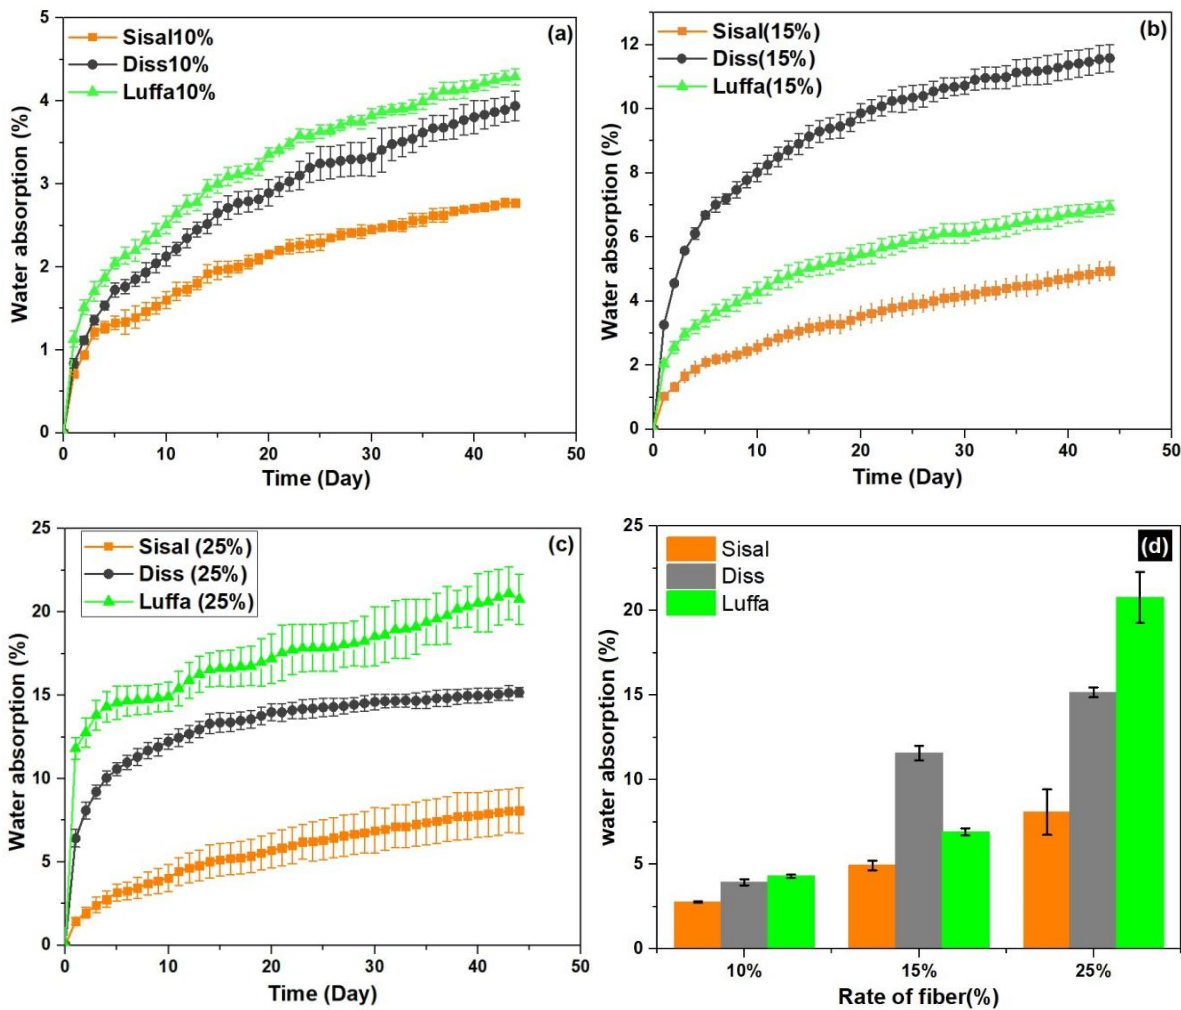 (a)
Sisal10%
Diss10%
Luffa10%
Water absorption (%)
5
4
3
2
1
0
0 10 20 30 40 50
Time (Day)
(b)
Sisal(15%)
Diss(15%)
Luffa(15%)
Water absorption (%)
12
10
8
6
4
2
0
0 10 20 30 40 50
Time (Day)
(c)
Sisal (25%)
Diss (25%)
Luffa (25%)
Water absorption (%)
25
20
15
10
5
0
0 10 20 30 40 50
Time (Day)
(d)
Sisal
Diss
Luffa
water absorption (%)
25
20
15
10
5
0
10% 15% 25%
Rate of fiber(%)